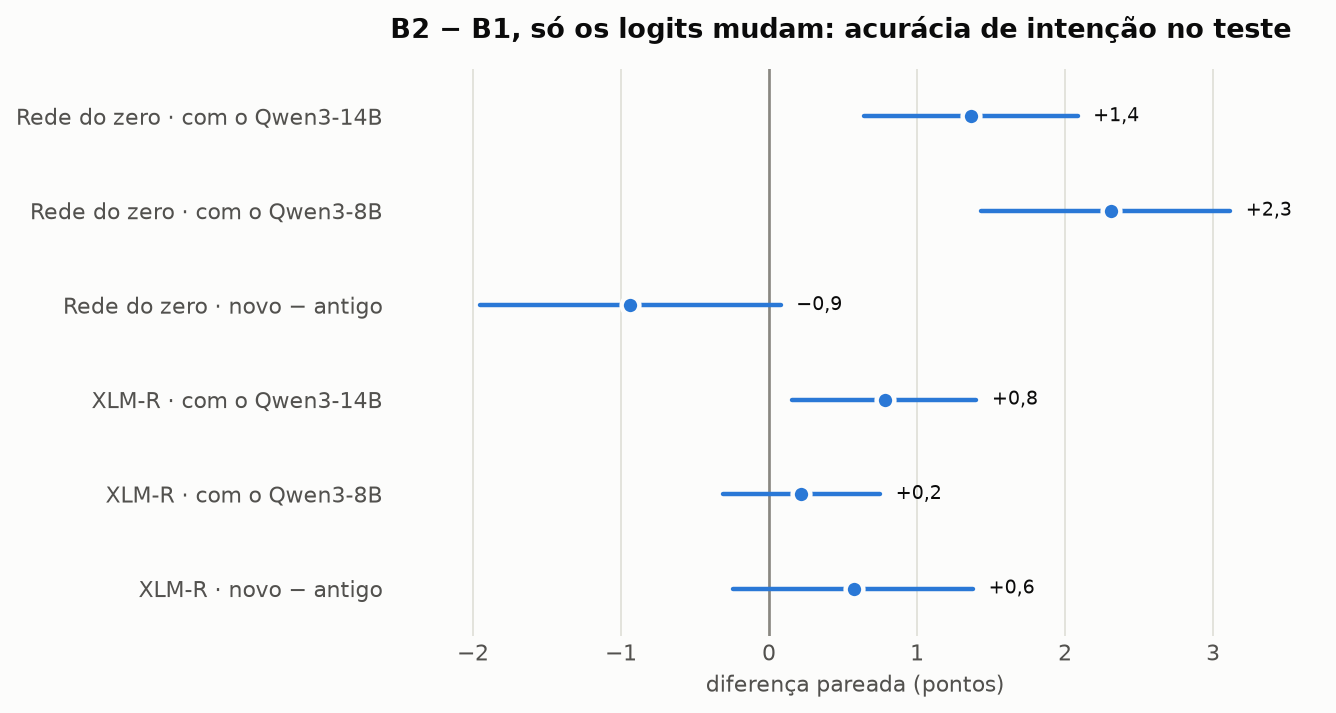 B2 − B1, só os logits mudam: acurácia de intenção no teste
Rede do zero · com o Qwen3-14B
+1,4
Rede do zero · com o Qwen3-8B
+2,3
Rede do zero · novo − antigo
−0,9
XLM-R · com o Qwen3-14B
+0,8
XLM-R · com o Qwen3-8B
+0,2
XLM-R · novo − antigo
+0,6
−2 −1 0 1 2 3
diferença pareada (pontos)